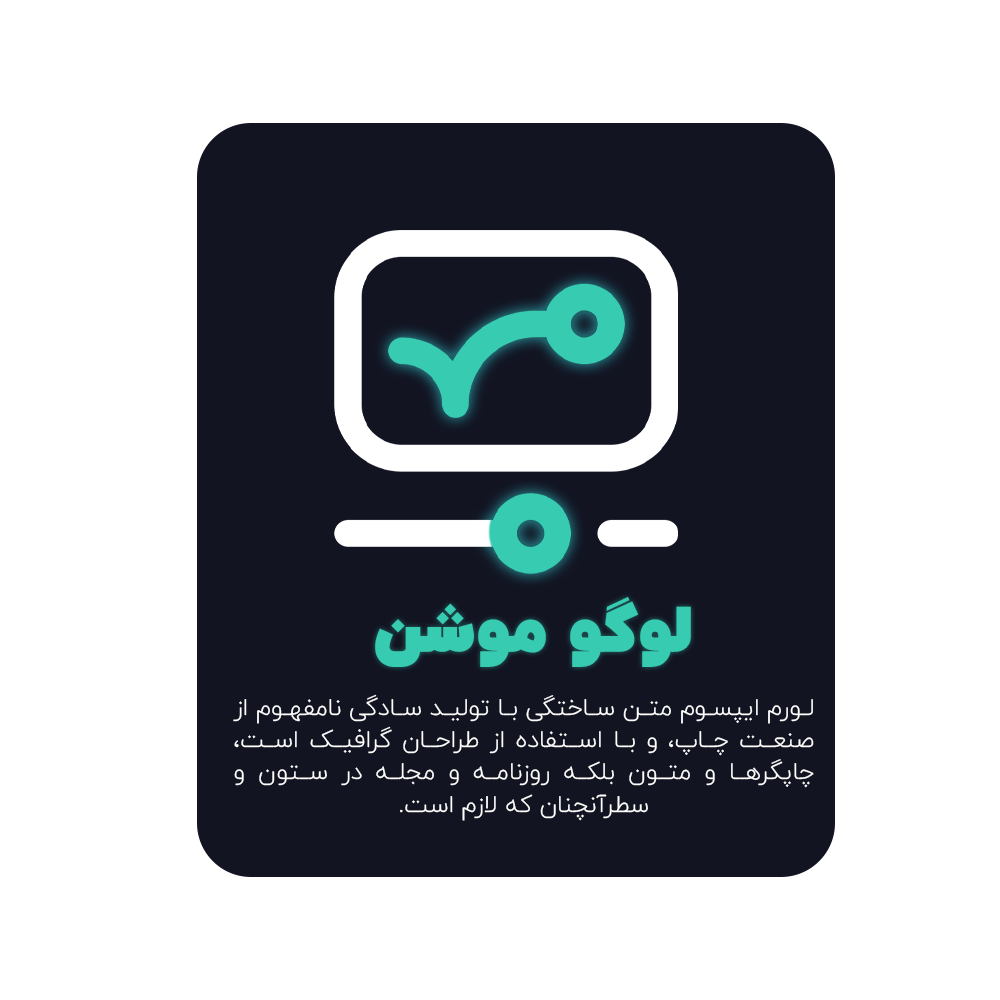 لوگو موشن
لورم ایپسوم متن ساختگی با تولید سادگی نامفهوم از
صنعت چاپ، و با استفاده از طراحان گرافیک است،
چاپگرها و متون بلکه روزنامه و مجله در ستون و
سطرآنچنان که لازم است.